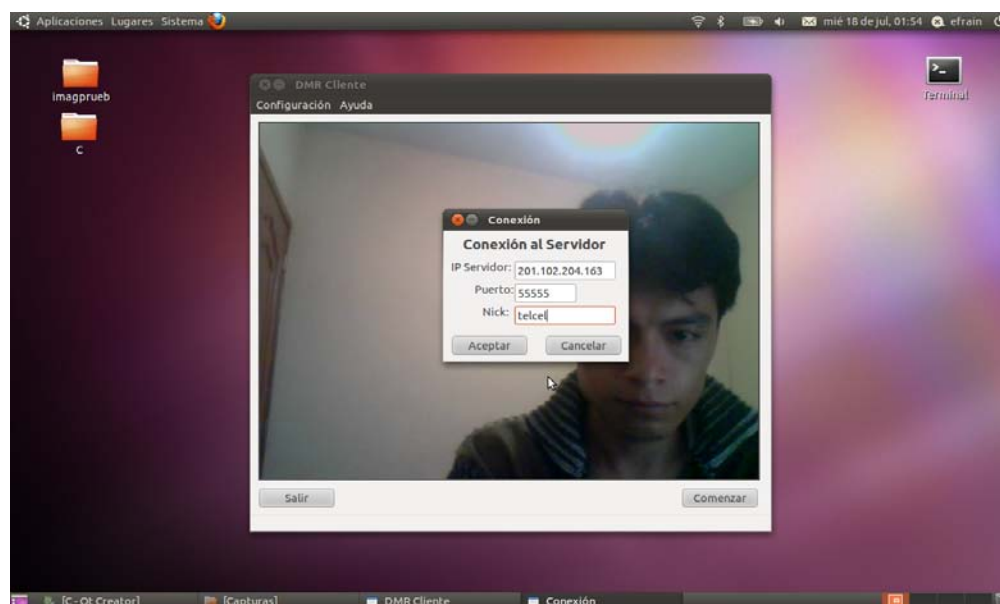 Aplicaciones Lugares Sistema mié 18 de jul, 01:54 efrain
imagprueb
C
Terminal
DMR Cliente
Configuración Ayuda
Conexión
Conexión al Servidor
IP Servidor: 201.102.204.163
Puerto: 55555
Nick: telcel
Aceptar Cancelar
Salir Comenzar
[C - Qt Creator] [Capturas] DMR Cliente Conexión